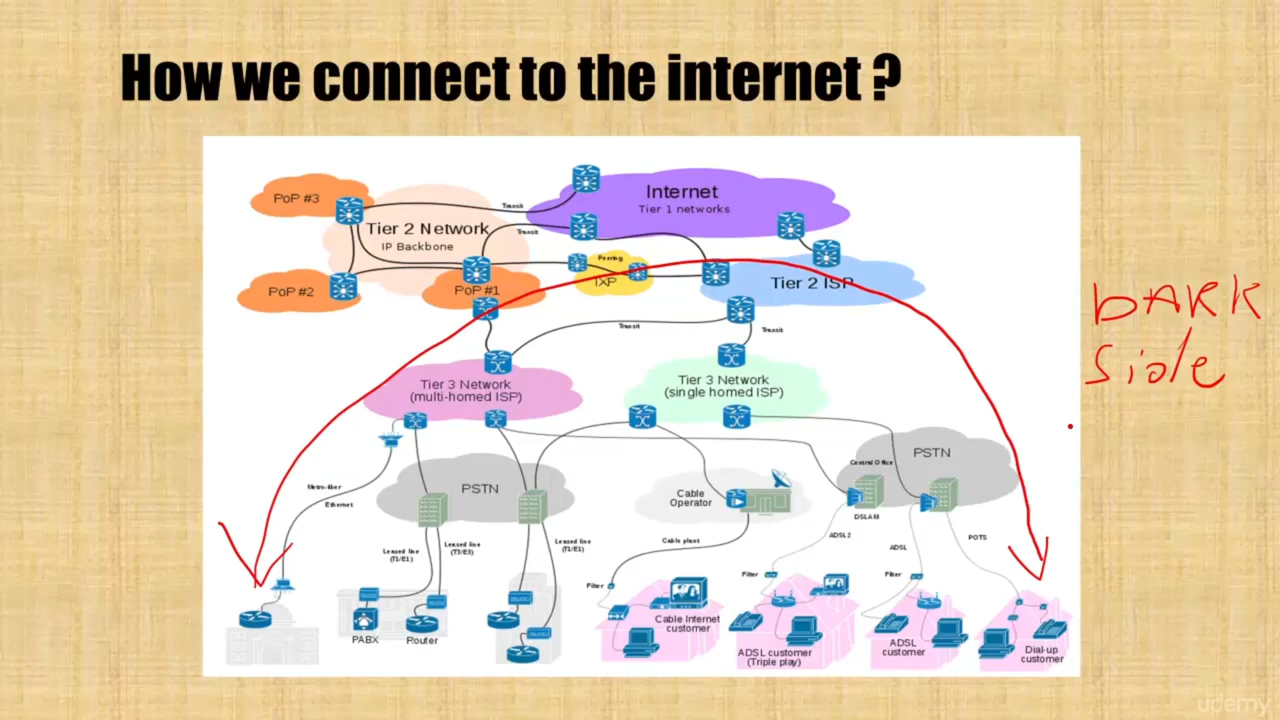 How we connect to the internet ?
PoP #3
Internet
Tier 1 networks
Transit
Tier 2 Network
IP Backbone
Transit
Peering
IXP
PoP #2
PoP #1
Tier 2 ISP
DARK
Side
Transit
Transit
Tier 3 Network
(multi-homed ISP)
Tier 3 Network
(single homed ISP)
PSTN
Central Office
PSTN
Metro-fiber
Ethernet
Cable
Operator
DSLAM
Leased line
(T1/E1)
Leased line
(T3/E3)
Leased line
(T1/E1)
Cable plant
ADSL2
ADSL
POTS
Filter
Filter
Filter
PABX
Router
Cable Internet
customer
ADSL customer
(Triple play)
ADSL
customer
Dial-up
customer
udemy